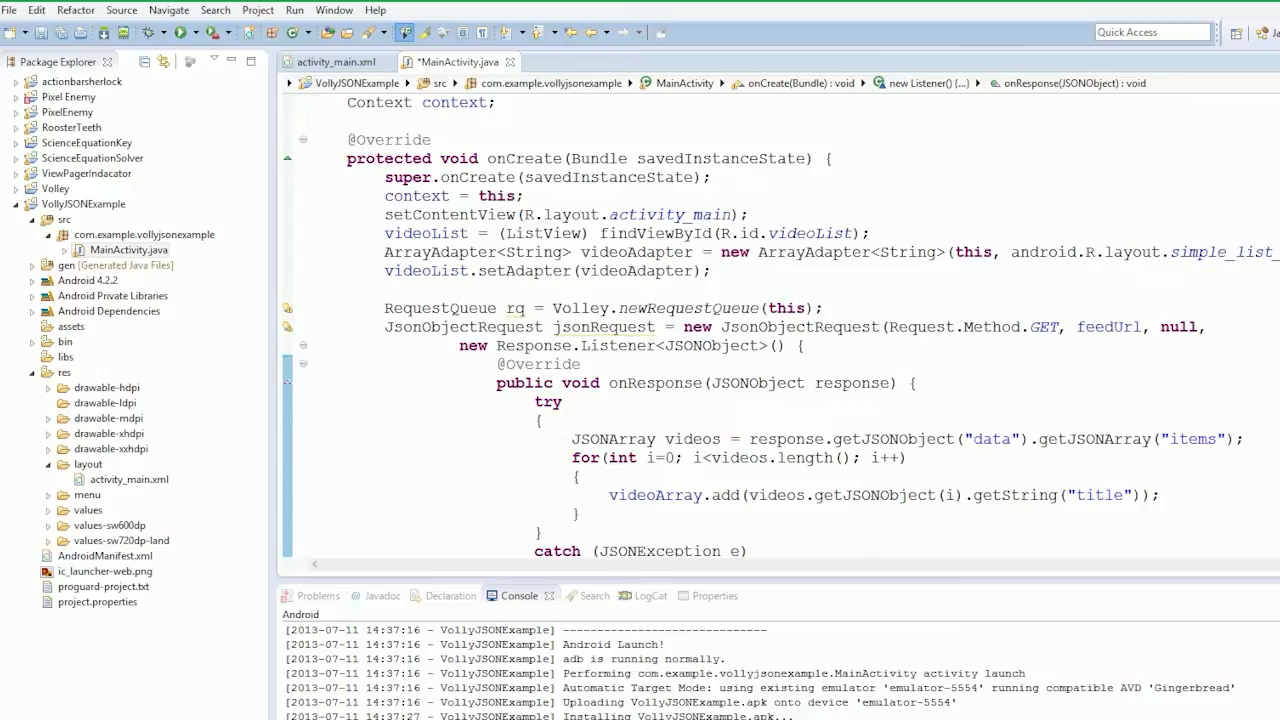 File Edit Refactor Source Navigate Search Project Run Window Help
Quick Access
Package Explorer
activity_main.xml *MainActivity.java
VollyJSONExample src com.example.vollyjsonexample MainActivity onCreate(Bundle) : void new Listener() {...} onResponse(JSONObject) : void
actionbarsherlock
Pixel Enemy
PixelEnemy
RoosterTeeth
ScienceEquationKey
ScienceEquationSolver
ViewPagerIndacator
Volley
VollyJSONExample
src
com.example.vollyjsonexample
MainActivity.java
gen [Generated Java Files]
Android 4.2.2
Android Private Libraries
Android Dependencies
assets
bin
libs
res
drawable-hdpi
drawable-ldpi
drawable-mdpi
drawable-xhdpi
drawable-xxhdpi
layout
activity_main.xml
menu
values
values-sw600dp
values-sw720dp-land
AndroidManifest.xml
ic_launcher-web.png
proguard-project.txt
project.properties
Context context;
@Override
protected void onCreate(Bundle savedInstanceState) {
super.onCreate(savedInstanceState);
context = this;
setContentView(R.layout.activity_main);
videoList = (ListView) findViewById(R.id.videoList);
ArrayAdapter<String> videoAdapter = new ArrayAdapter<String>(this, android.R.layout.simple_list_
videoList.setAdapter(videoAdapter);
RequestQueue rq = Volley.newRequestQueue(this);
JsonObjectRequest jsonRequest = new JsonObjectRequest(Request.Method.GET, feedUrl, null,
new Response.Listener<JSONObject>() {
@Override
public void onResponse(JSONObject response) {
try
{
JSONArray videos = response.getJSONObject("data").getJSONArray("items");
for(int i=0; i<videos.length(); i++)
{
videoArray.add(videos.getJSONObject(i).getString("title"));
}
}
catch (JSONException e)
Problems Javadoc Declaration Console Search LogCat Properties
Android
[2013-07-11 14:37:16 - VollyJSONExample] ------------------------------
[2013-07-11 14:37:16 - VollyJSONExample] Android Launch!
[2013-07-11 14:37:16 - VollyJSONExample] adb is running normally.
[2013-07-11 14:37:16 - VollyJSONExample] Performing com.example.vollyjsonexample.MainActivity activity launch
[2013-07-11 14:37:16 - VollyJSONExample] Automatic Target Mode: using existing emulator 'emulator-5554' running compatible AVD 'Gingerbread'
[2013-07-11 14:37:16 - VollyJSONExample] Uploading VollyJSONExample.apk onto device 'emulator-5554'
[2013-07-11 14:37:27 - VollyJSONExample] Installing VollyJSONExample.apk...